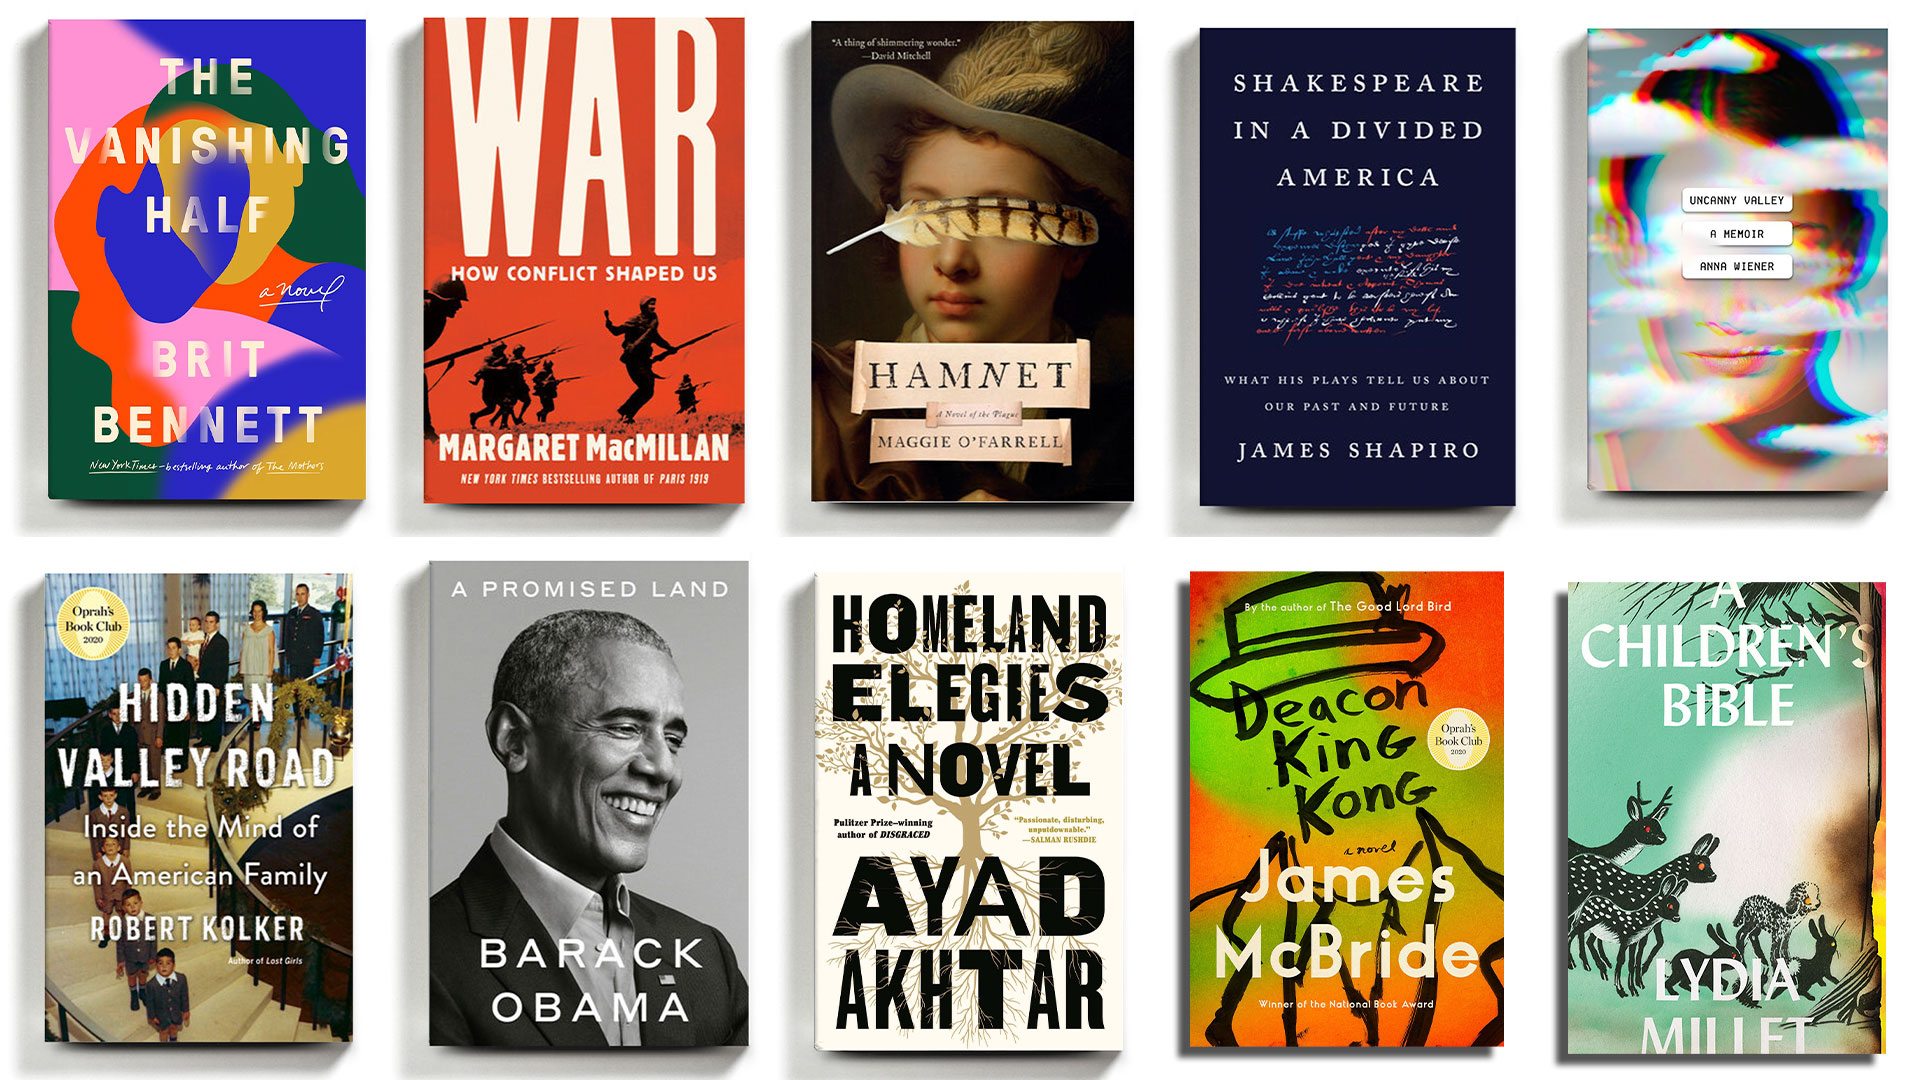 THE
VANISHING
HALF
a novel
BRIT
BENNETT
New York Times–bestselling author of The Mothers
WAR
HOW CONFLICT SHAPED US
MARGARET MacMILLAN
NEW YORK TIMES BESTSELLING AUTHOR OF PARIS 1919
"A thing of shimmering wonder."
—David Mitchell
HAMNET
A Novel of the Plague
MAGGIE O'FARRELL
SHAKESPEARE
IN A DIVIDED
AMERICA
WHAT HIS PLAYS TELL US ABOUT
OUR PAST AND FUTURE
JAMES SHAPIRO
UNCANNY VALLEY
A MEMOIR
ANNA WIENER
Oprah's
Book Club
2020
HIDDEN
VALLEY ROAD
Inside the Mind of
an American Family
ROBERT KOLKER
Author of Lost Girls
A PROMISED LAND
BARACK
OBAMA
HOMELAND
ELEGIES
A NOVEL
Pulitzer Prize–winning
author of DISGRACED
"Passionate, disturbing,
unputdownable."
—SALMAN RUSHDIE
AYAD
AKHTAR
By the author of The Good Lord Bird
Deacon
King
Kong
Oprah's
Book Club
2020
a novel
James
McBride
Winner of the National Book Award
A
CHILDREN'S
BIBLE
LYDIA
MILLET